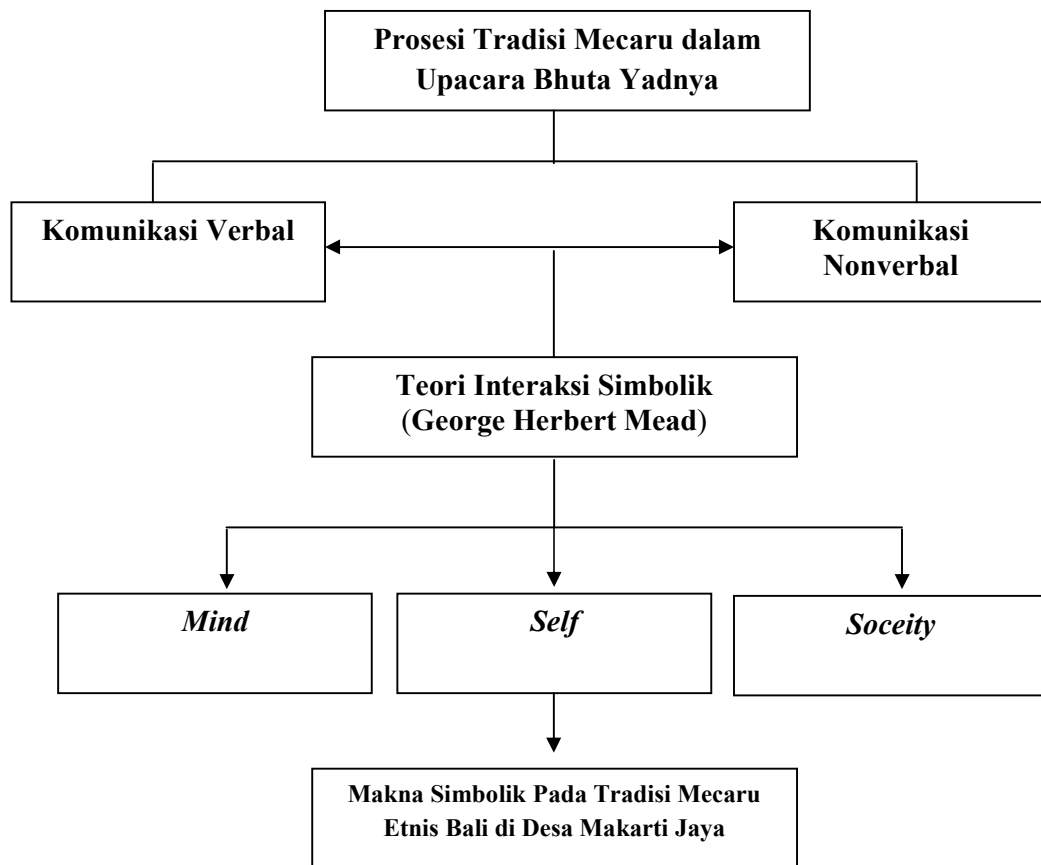 Prosesi Tradisi Mecaru dalam
Upacara Bhuta Yadnya
Komunikasi Verbal
Komunikasi
Nonverbal
Teori Interaksi Simbolik
(George Herbert Mead)
Mind
Self
Soceity
Makna Simbolik Pada Tradisi Mecaru
Etnis Bali di Desa Makarti Jaya